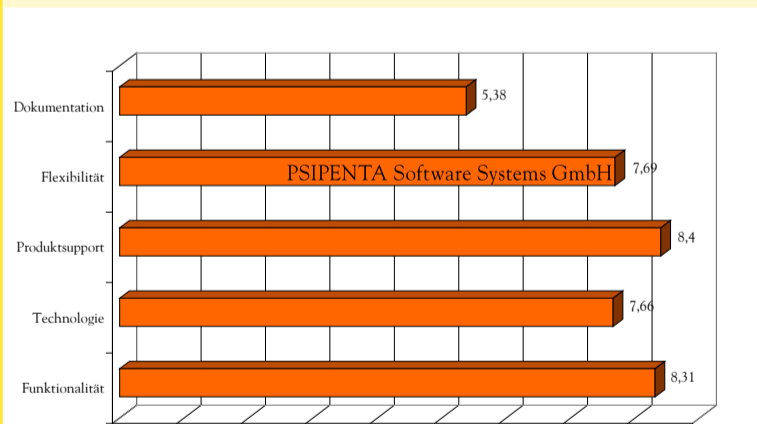 Dokumentation 5,38
Flexibilität PSIPENTA Software Systems GmbH 7,69
Produktsupport 8,4
Technologie 7,66
Funktionalität 8,31